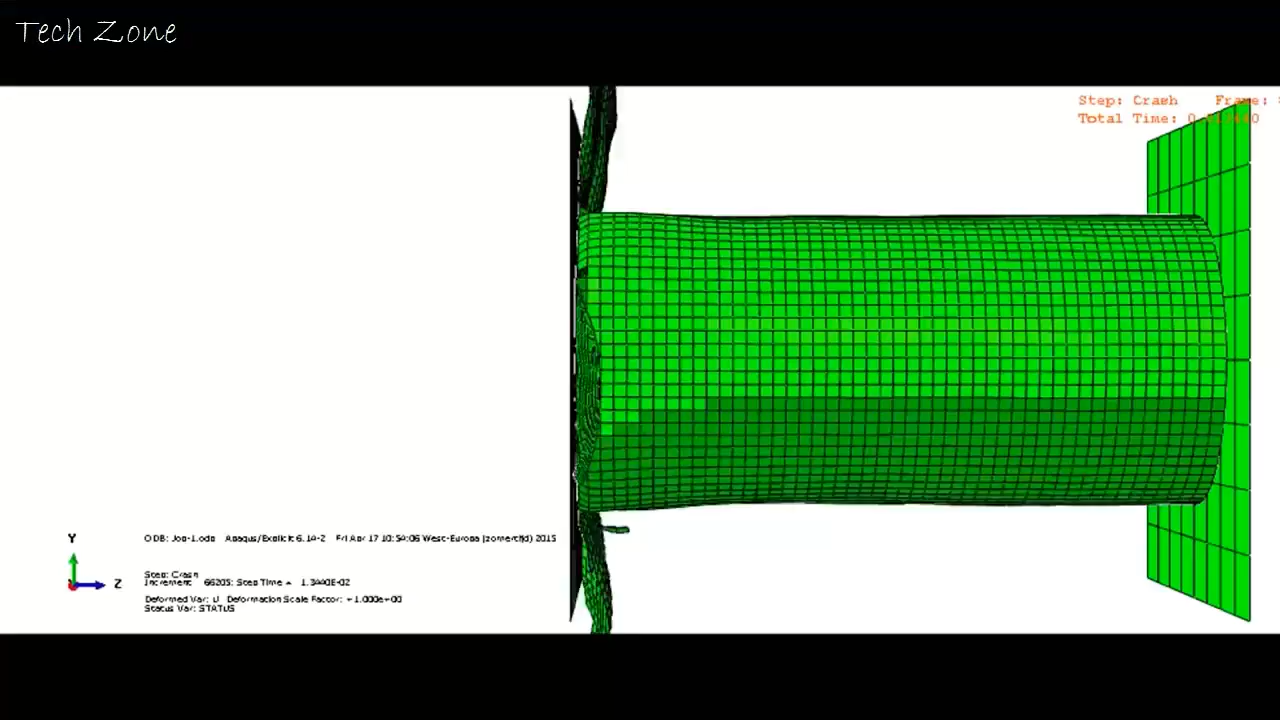 Tech Zone
Step: Crash Frame:
Total Time: 0.013440
Y
ODB: Job-1.odb Abaqus/Explicit 6.14-2 Fri Apr 17 10:54:06 West-Europa (zomertijd) 2015
Z
Step: Crash
Increment 66205: Step Time = 1.3440E-02
Deformed Var: U Deformation Scale Factor: +1.000e+00
Status Var: STATUS